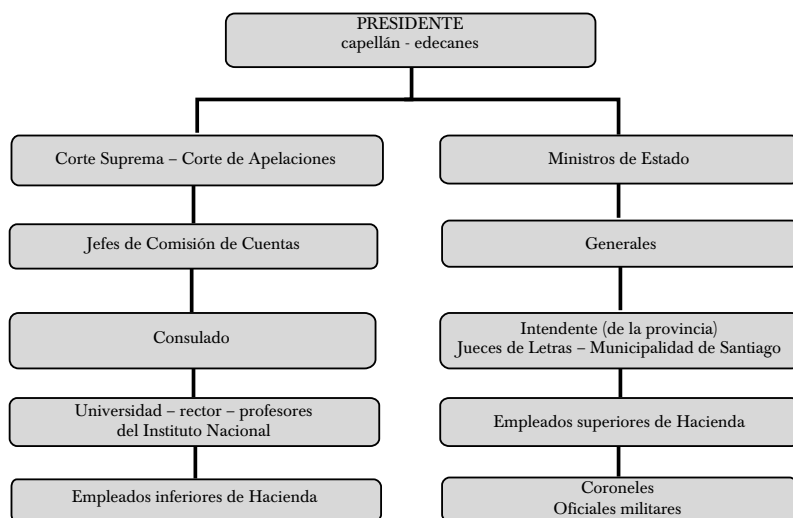 PRESIDENTE
capellán - edecanes
Corte Suprema – Corte de Apelaciones
Ministros de Estado
Jefes de Comisión de Cuentas
Generales
Consulado
Intendente (de la provincia)
Jueces de Letras – Municipalidad de Santiago
Universidad – rector – profesores
del Instituto Nacional
Empleados superiores de Hacienda
Empleados inferiores de Hacienda
Coroneles
Oficiales militares